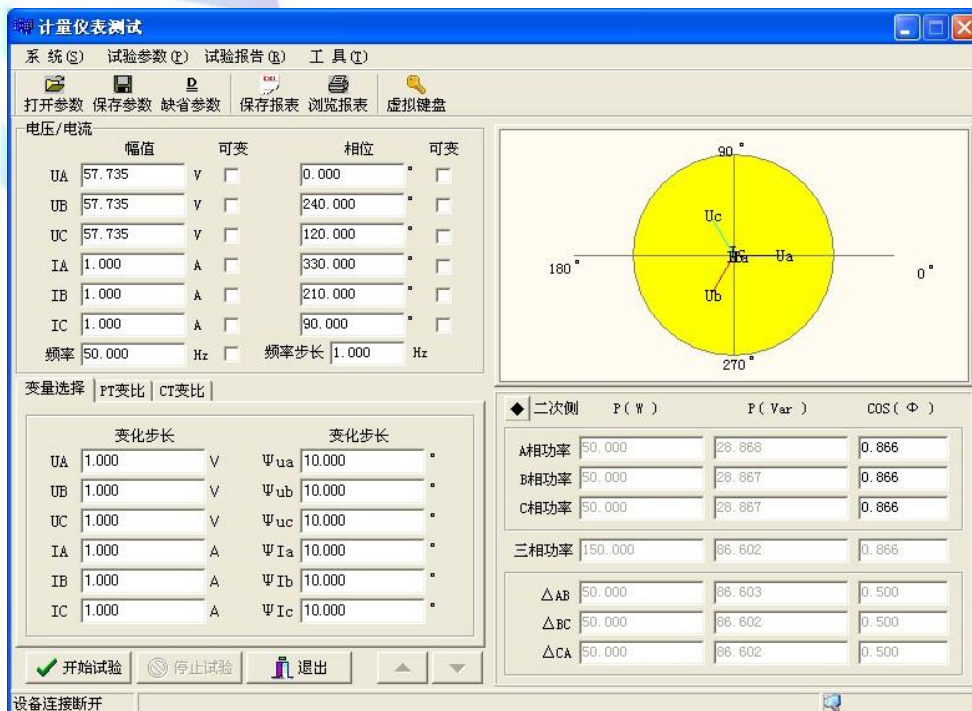 计量仪表测试
系 统(S) 试验参数(P) 试验报告(R) 工 具(T)
打开参数 保存参数 缺省参数 保存报表 浏览报表 虚拟键盘
电压/电流
幅值 可变 相位 可变
UA 57.735 V 0.000 °
UB 57.735 V 240.000 °
UC 57.735 V 120.000 °
IA 1.000 A 330.000 °
IB 1.000 A 210.000 °
IC 1.000 A 90.000 °
频率 50.000 Hz 频率步长 1.000 Hz
90°
Uc
180° Ua 0°
Ub
270°
变量选择 PT变比 CT变比
变化步长 变化步长
UA 1.000 V Ψua 10.000 °
UB 1.000 V Ψub 10.000 °
UC 1.000 V Ψuc 10.000 °
IA 1.000 A ΨIa 10.000 °
IB 1.000 A ΨIb 10.000 °
IC 1.000 A ΨIc 10.000 °
◆ 二次侧 P(W) P(Var) COS(Φ)
A相功率 50.000 28.868 0.866
B相功率 50.000 28.867 0.866
C相功率 50.000 28.867 0.866
三相功率 150.000 86.602 0.866
△AB 50.000 86.603 0.500
△BC 50.000 86.602 0.500
△CA 50.000 86.602 0.500
开始试验 停止试验 退出
设备连接断开